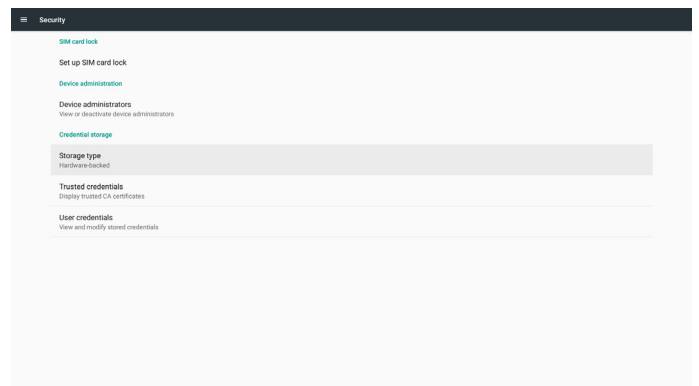 Security
SIM card lock
Set up SIM card lock
Device administration
Device administrators
View or deactivate device administrators
Credential storage
Storage type
Hardware-backed
Trusted credentials
Display trusted CA certificates
User credentials
View and modify stored credentials